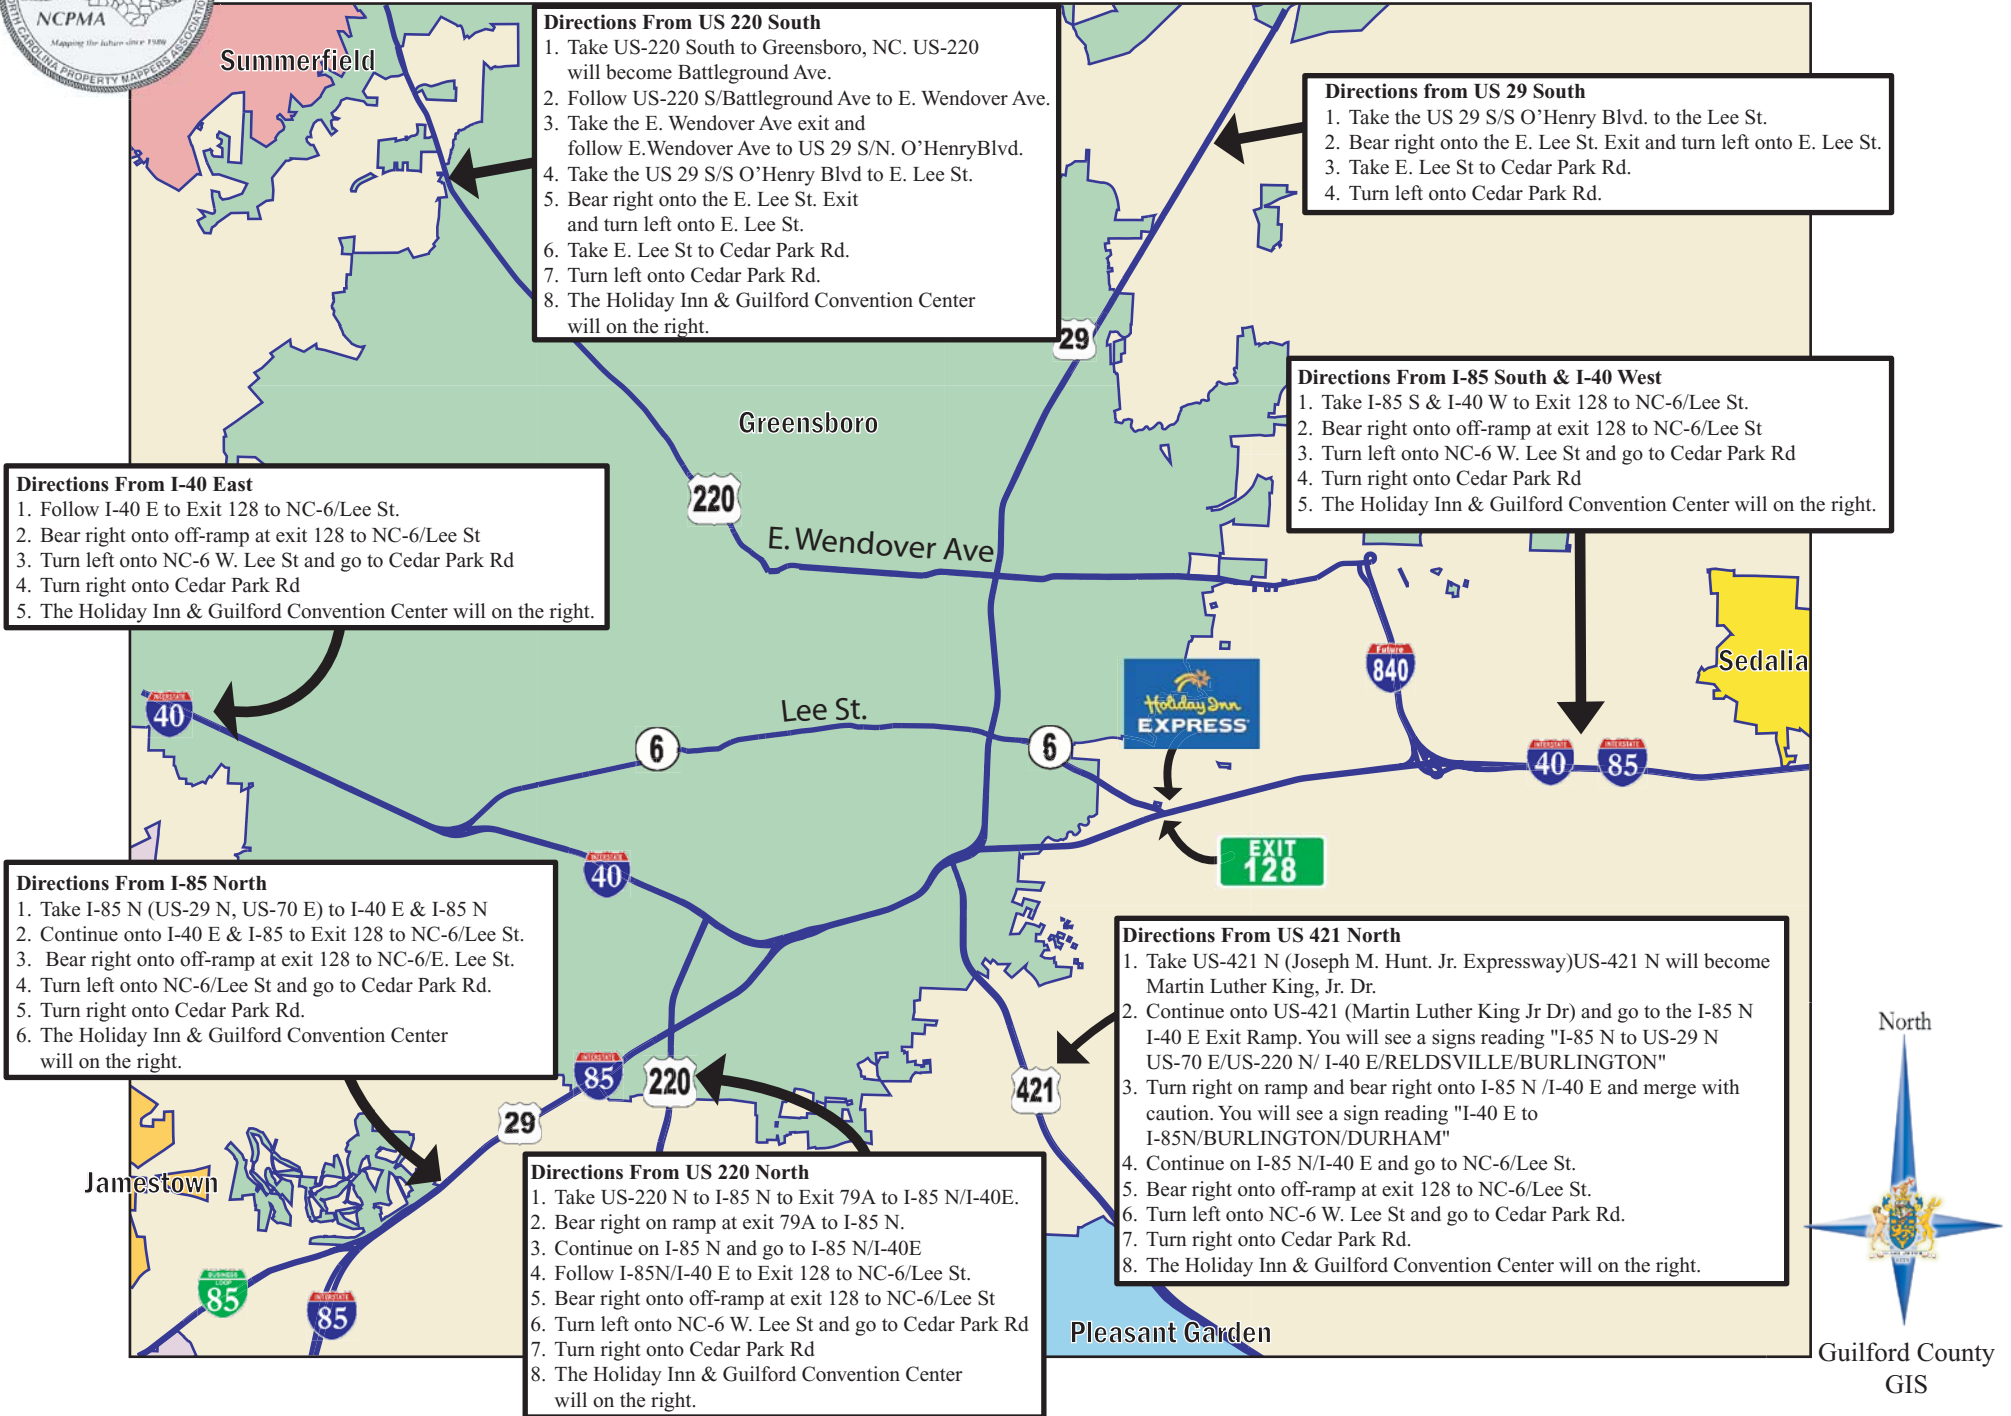 NCPMA
Mapping the future since 1980
NORTH CAROLINA PROPERTY MAPPERS ASSOCIATION
Summerfield
Directions From US 220 South
1. Take US-220 South to Greensboro, NC. US-220
will become Battleground Ave.
2. Follow US-220 S/Battleground Ave to E. Wendover Ave.
3. Take the E. Wendover Ave exit and
follow E.Wendover Ave to US 29 S/N. O'HenryBlvd.
4. Take the US 29 S/S O'Henry Blvd to E. Lee St.
5. Bear right onto the E. Lee St. Exit
and turn left onto E. Lee St.
6. Take E. Lee St to Cedar Park Rd.
7. Turn left onto Cedar Park Rd.
8. The Holiday Inn & Guilford Convention Center
will on the right.
Directions from US 29 South
1. Take the US 29 S/S O'Henry Blvd. to the Lee St.
2. Bear right onto the E. Lee St. Exit and turn left onto E. Lee St.
3. Take E. Lee St to Cedar Park Rd.
4. Turn left onto Cedar Park Rd.
29
Directions From I-85 South & I-40 West
1. Take I-85 S & I-40 W to Exit 128 to NC-6/Lee St.
2. Bear right onto off-ramp at exit 128 to NC-6/Lee St
3. Turn left onto NC-6 W. Lee St and go to Cedar Park Rd
4. Turn right onto Cedar Park Rd
5. The Holiday Inn & Guilford Convention Center will on the right.
Greensboro
Directions From I-40 East
1. Follow I-40 E to Exit 128 to NC-6/Lee St.
2. Bear right onto off-ramp at exit 128 to NC-6/Lee St
3. Turn left onto NC-6 W. Lee St and go to Cedar Park Rd
4. Turn right onto Cedar Park Rd
5. The Holiday Inn & Guilford Convention Center will on the right.
220
E. Wendover Ave
Future
840
Sedalia
INTERSTATE
40
Lee St.
6
6
Holiday Inn
EXPRESS
INTERSTATE
40
INTERSTATE
85
EXIT
128
INTERSTATE
40
Directions From I-85 North
1. Take I-85 N (US-29 N, US-70 E) to I-40 E & I-85 N
2. Continue onto I-40 E & I-85 to Exit 128 to NC-6/Lee St.
3. Bear right onto off-ramp at exit 128 to NC-6/E. Lee St.
4. Turn left onto NC-6/Lee St and go to Cedar Park Rd.
5. Turn right onto Cedar Park Rd.
6. The Holiday Inn & Guilford Convention Center
will on the right.
Directions From US 421 North
1. Take US-421 N (Joseph M. Hunt. Jr. Expressway)US-421 N will become
Martin Luther King, Jr. Dr.
2. Continue onto US-421 (Martin Luther King Jr Dr) and go to the I-85 N
I-40 E Exit Ramp. You will see a signs reading "I-85 N to US-29 N
US-70 E/US-220 N/ I-40 E/RELDSVILLE/BURLINGTON"
3. Turn right on ramp and bear right onto I-85 N /I-40 E and merge with
caution. You will see a sign reading "I-40 E to
I-85N/BURLINGTON/DURHAM"
4. Continue on I-85 N/I-40 E and go to NC-6/Lee St.
5. Bear right onto off-ramp at exit 128 to NC-6/Lee St.
6. Turn left onto NC-6 W. Lee St and go to Cedar Park Rd.
7. Turn right onto Cedar Park Rd.
8. The Holiday Inn & Guilford Convention Center will on the right.
INTERSTATE
85
220
421
29
Jamestown
Directions From US 220 North
1. Take US-220 N to I-85 N to Exit 79A to I-85 N/I-40E.
2. Bear right on ramp at exit 79A to I-85 N.
3. Continue on I-85 N and go to I-85 N/I-40E
4. Follow I-85N/I-40 E to Exit 128 to NC-6/Lee St.
5. Bear right onto off-ramp at exit 128 to NC-6/Lee St
6. Turn left onto NC-6 W. Lee St and go to Cedar Park Rd
7. Turn right onto Cedar Park Rd
8. The Holiday Inn & Guilford Convention Center
will on the right.
BUSINESS
LOOP
85
INTERSTATE
85
Pleasant Garden
North
Guilford County
GIS